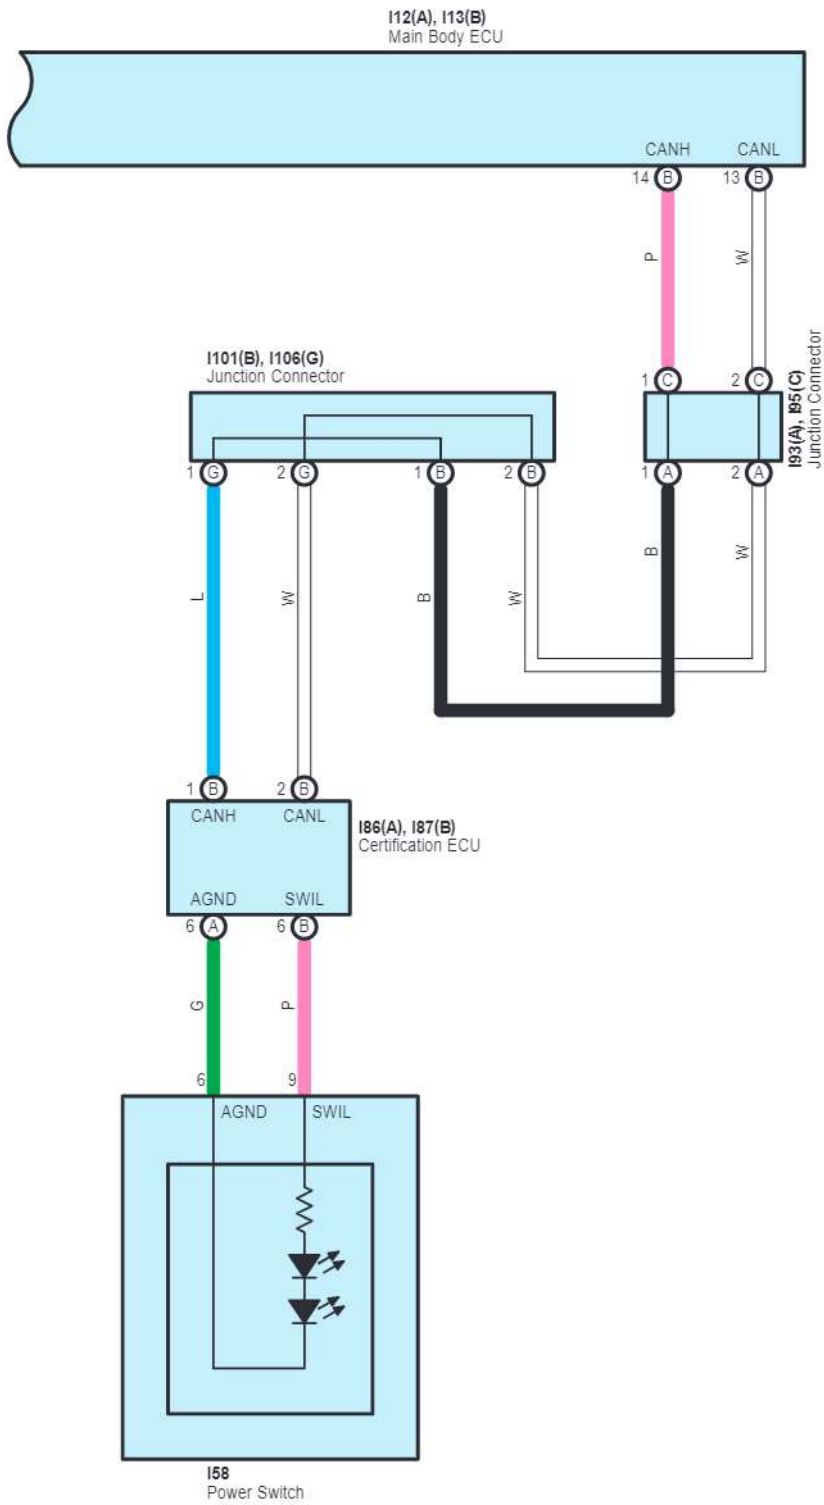 I12(A), I13(B)
Main Body ECU
CANH CANL
14 B 13 B
P W
1 C 2 C
I93(A), I95(C)
Junction Connector
I101(B), I106(G)
Junction Connector
1 G 2 G 1 B 2 B 1 A 2 A
B W
L W B W
1 B 2 B
CANH CANL
I86(A), I87(B)
Certification ECU
AGND SWIL
6 A 6 B
G P
6 9
AGND SWIL
I58
Power Switch